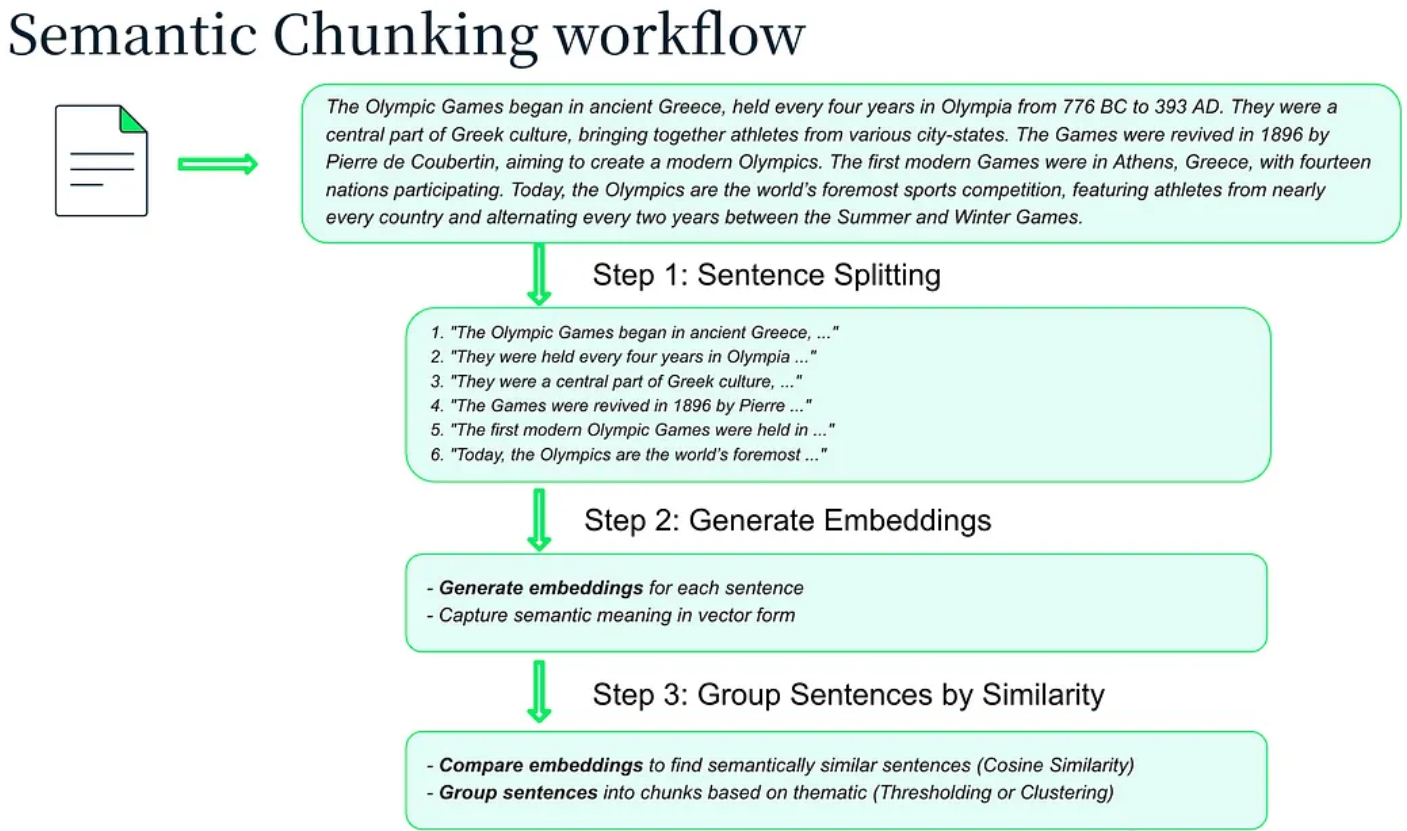 Semantic Chunking workflow
The Olympic Games began in ancient Greece, held every four years in Olympia from 776 BC to 393 AD. They were a
central part of Greek culture, bringing together athletes from various city-states. The Games were revived in 1896 by
Pierre de Coubertin, aiming to create a modern Olympics. The first modern Games were in Athens, Greece, with fourteen
nations participating. Today, the Olympics are the world’s foremost sports competition, featuring athletes from nearly
every country and alternating every two years between the Summer and Winter Games.
Step 1: Sentence Splitting
1. "The Olympic Games began in ancient Greece, ..."
2. "They were held every four years in Olympia ..."
3. "They were a central part of Greek culture, ..."
4. "The Games were revived in 1896 by Pierre ..."
5. "The first modern Olympic Games were held in ..."
6. "Today, the Olympics are the world’s foremost ..."
Step 2: Generate Embeddings
- Generate embeddings for each sentence
- Capture semantic meaning in vector form
Step 3: Group Sentences by Similarity
- Compare embeddings to find semantically similar sentences (Cosine Similarity)
- Group sentences into chunks based on thematic (Thresholding or Clustering)